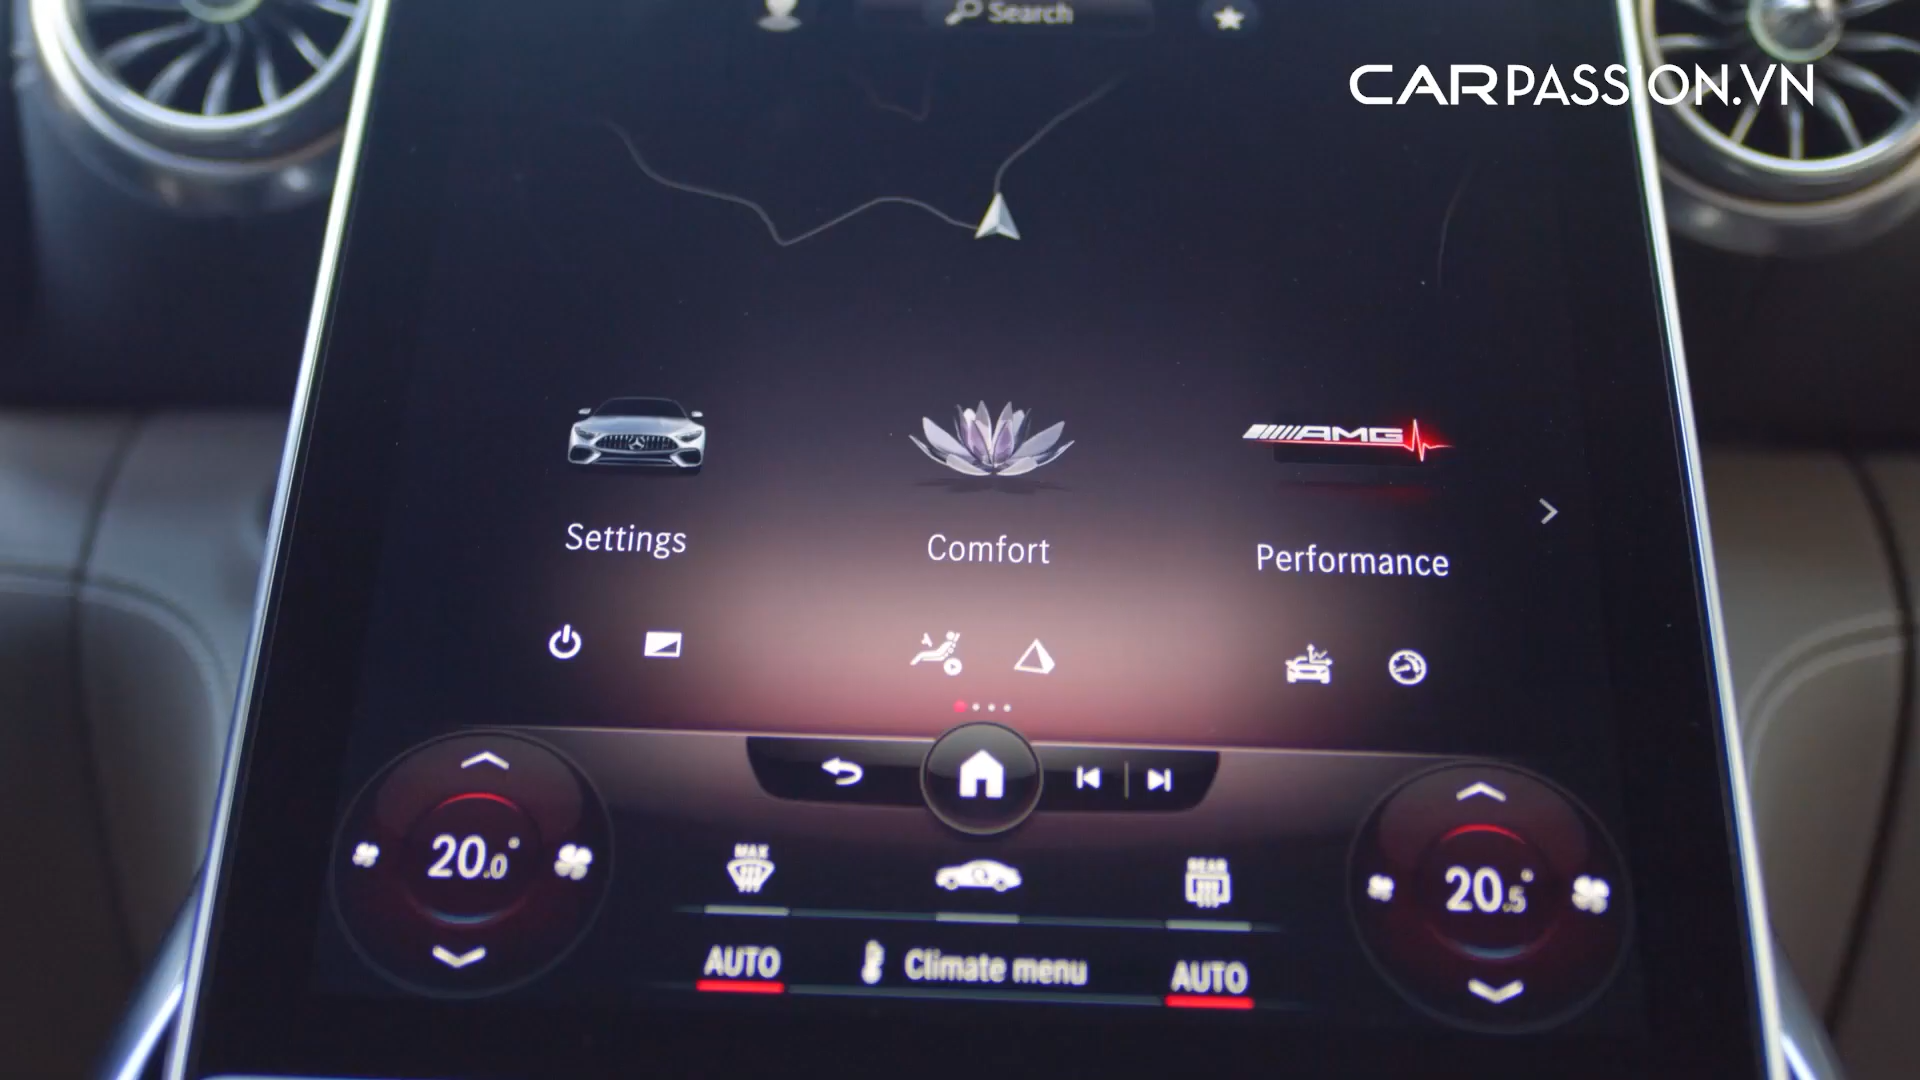 Search
CARPASSION.VN
AMG
Settings
Comfort
Performance
20.0°
MAX
REAR
20.5°
AUTO
Climate menu
AUTO